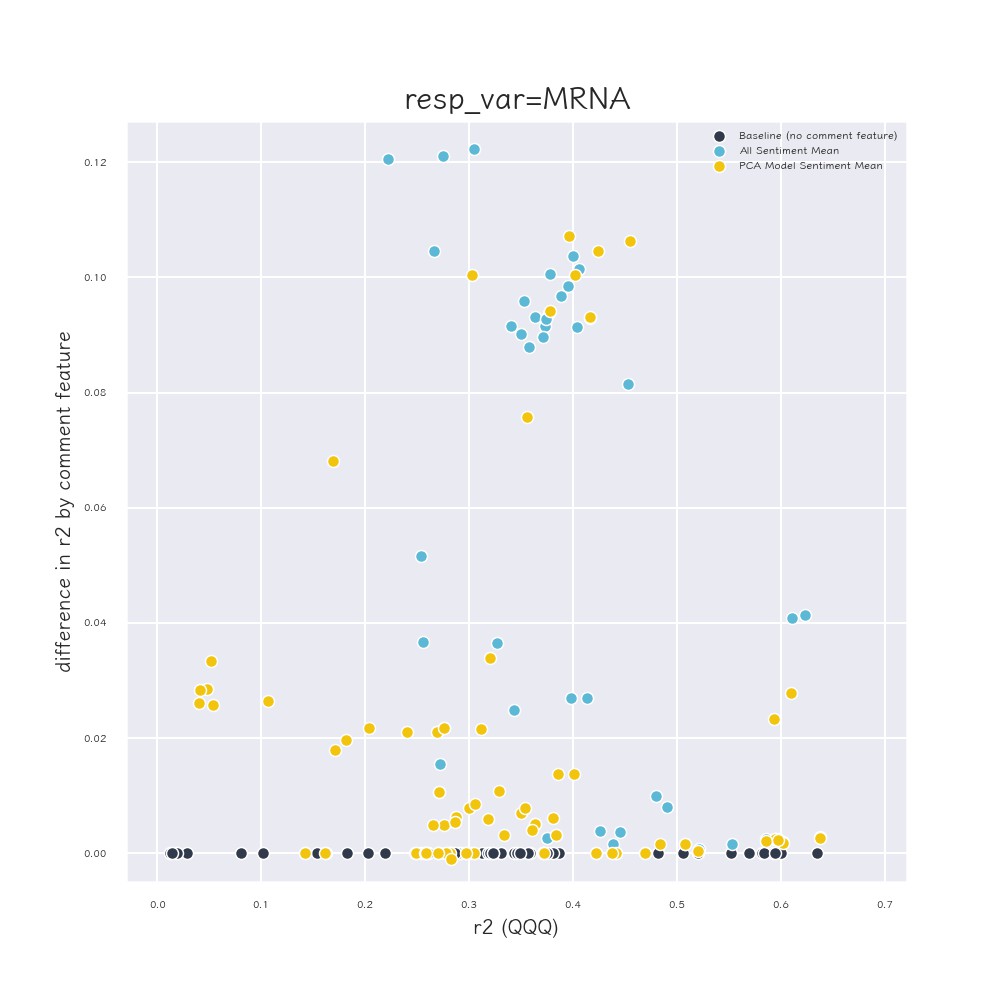 resp_var=MRNA
Baseline (no comment feature)
All Sentiment Mean
PCA Model Sentiment Mean
0.12
0.10
0.08
0.06
0.04
0.02
0.00
difference in r2 by comment feature
0.0 0.1 0.2 0.3 0.4 0.5 0.6 0.7
r2 (QQQ)